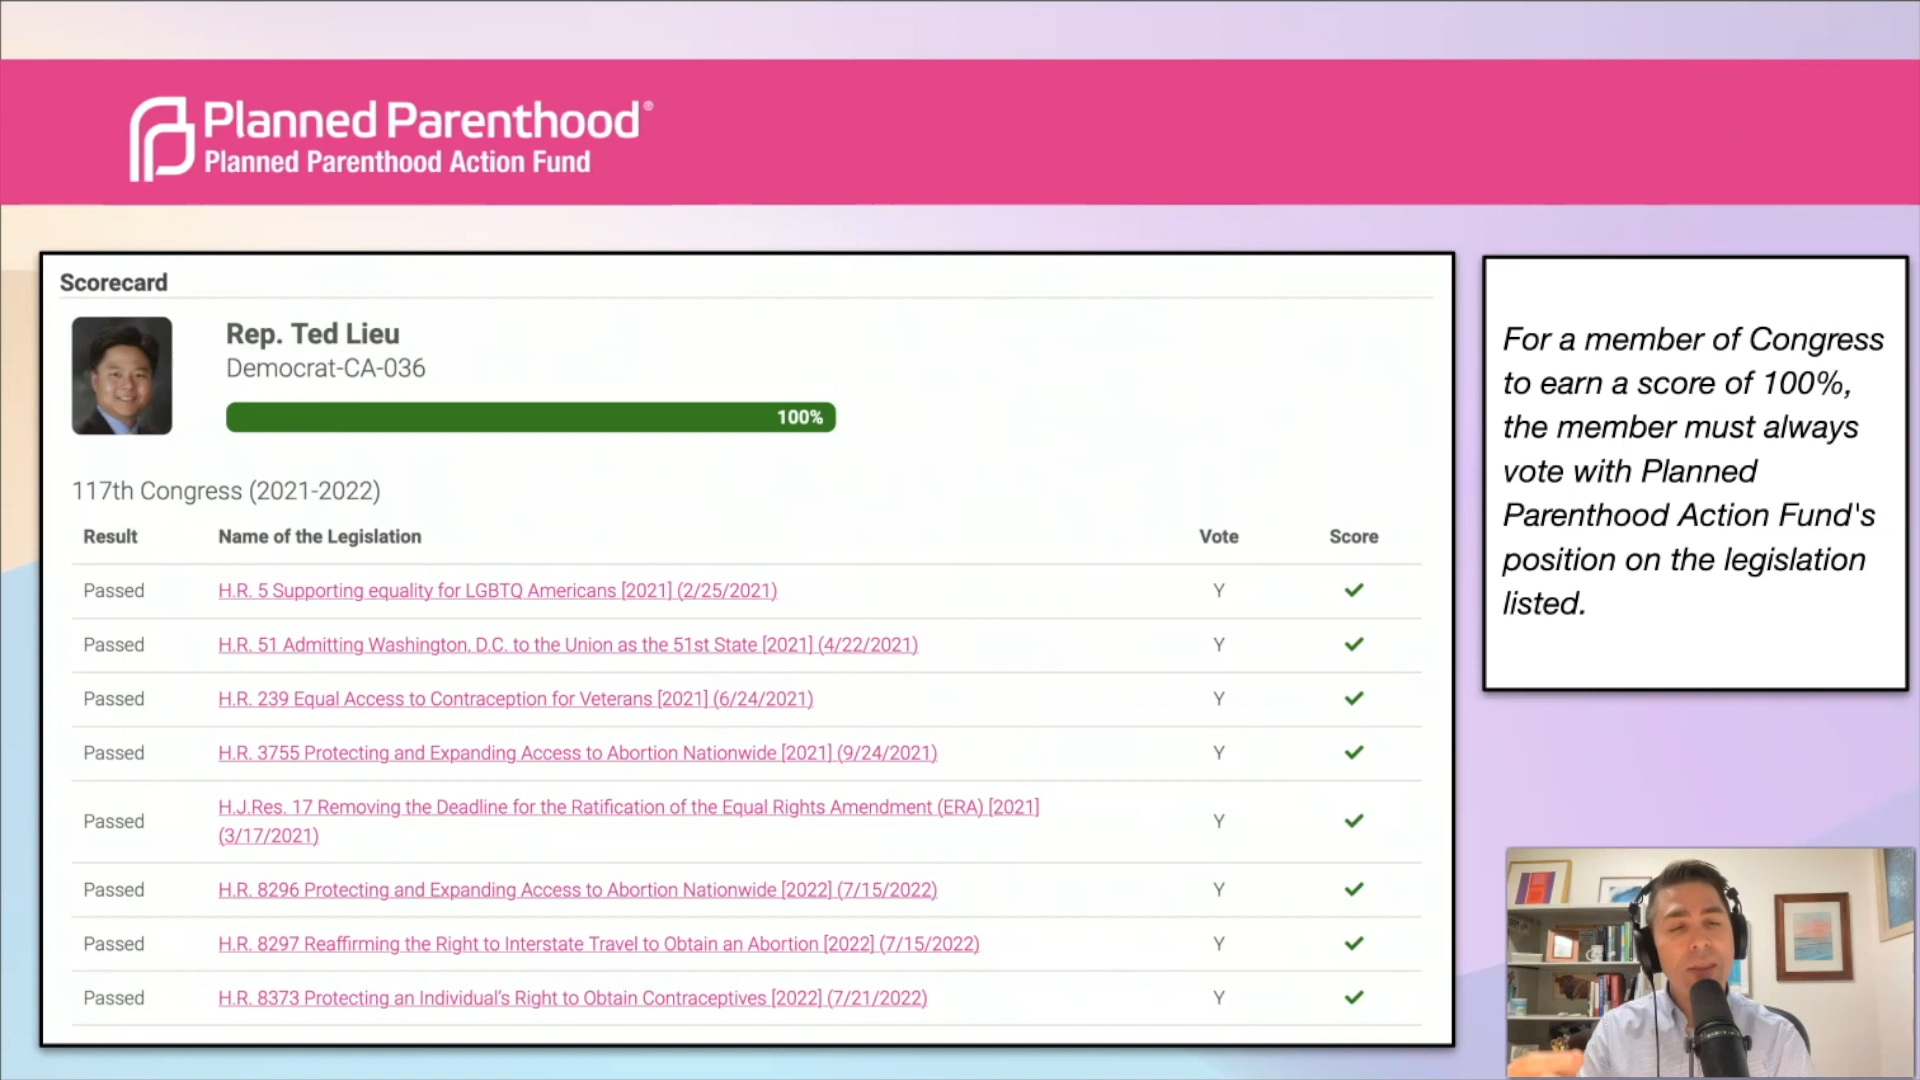 Planned Parenthood®
Planned Parenthood Action Fund
Scorecard
Rep. Ted Lieu
Democrat-CA-036
100%
117th Congress (2021-2022)
Result Name of the Legislation Vote Score
Passed H.R. 5 Supporting equality for LGBTQ Americans [2021] (2/25/2021) Y
Passed H.R. 51 Admitting Washington, D.C. to the Union as the 51st State [2021] (4/22/2021) Y
Passed H.R. 239 Equal Access to Contraception for Veterans [2021] (6/24/2021) Y
Passed H.R. 3755 Protecting and Expanding Access to Abortion Nationwide [2021] (9/24/2021) Y
Passed H.J.Res. 17 Removing the Deadline for the Ratification of the Equal Rights Amendment (ERA) [2021]
(3/17/2021) Y
Passed H.R. 8296 Protecting and Expanding Access to Abortion Nationwide [2022] (7/15/2022) Y
Passed H.R. 8297 Reaffirming the Right to Interstate Travel to Obtain an Abortion [2022] (7/15/2022) Y
Passed H.R. 8373 Protecting an Individual's Right to Obtain Contraceptives [2022] (7/21/2022) Y
For a member of Congress
to earn a score of 100%,
the member must always
vote with Planned
Parenthood Action Fund's
position on the legislation
listed.